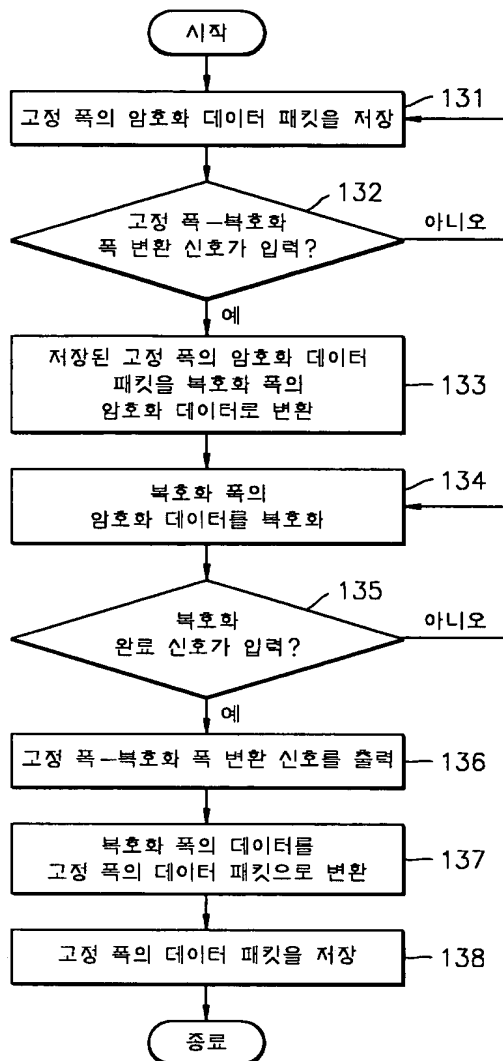 시작
고정 폭의 암호화 데이터 패킷을 저장
131
132
고정 폭–복호화
폭 변환 신호가 입력?
아니오
예
저장된 고정 폭의 암호화 데이터
패킷을 복호화 폭의
암호화 데이터로 변환
133
134
복호화 폭의
암호화 데이터를 복호화
135
복호화
완료 신호가 입력?
아니오
예
고정 폭–복호화 폭 변환 신호를 출력
136
복호화 폭의 데이터를
고정 폭의 데이터 패킷으로 변환
137
고정 폭의 데이터 패킷을 저장
138
종료